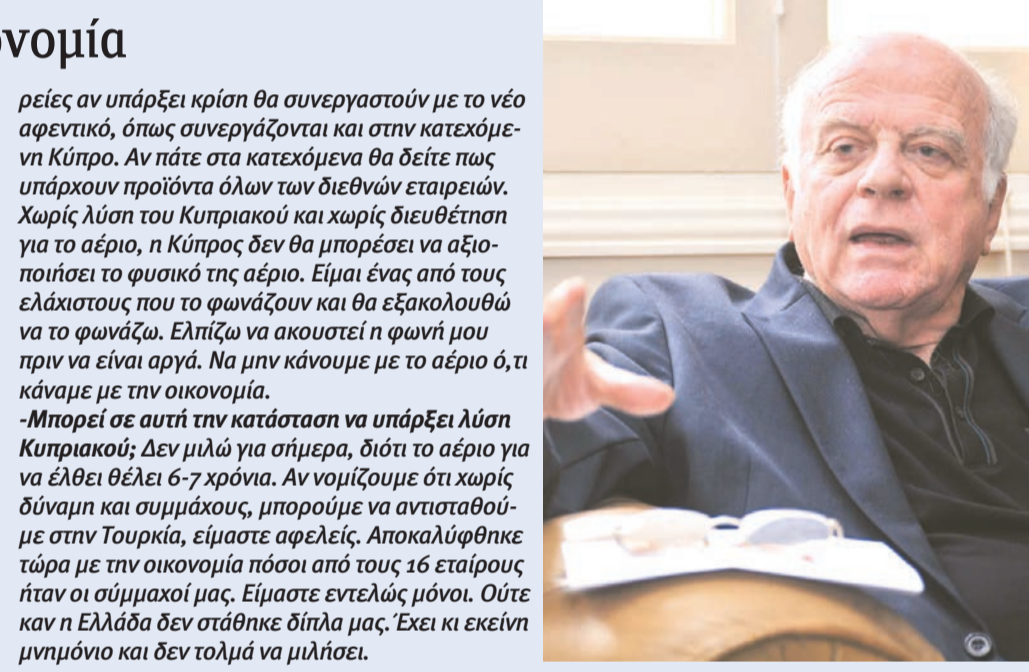 νομία
ρείες αν υπάρξει κρίση θα συνεργαστούν με το νέο
αφεντικό, όπως συνεργάζονται και στην κατεχόμε-
νη Κύπρο. Αν πάτε στα κατεχόμενα θα δείτε πως
υπάρχουν προϊόντα όλων των διεθνών εταιρειών.
Χωρίς λύση του Κυπριακού και χωρίς διευθέτηση
για το αέριο, η Κύπρος δεν θα μπορέσει να αξιο-
ποιήσει το φυσικό της αέριο. Είμαι ένας από τους
ελάχιστους που το φωνάζουν και θα εξακολουθώ
να το φωνάζω. Ελπίζω να ακουστεί η φωνή μου
πριν να είναι αργά. Να μην κάνουμε με το αέριο ό,τι
κάναμε με την οικονομία.
-Μπορεί σε αυτή την κατάσταση να υπάρξει λύση
Κυπριακού; Δεν μιλώ για σήμερα, διότι το αέριο για
να έλθει θέλει 6-7 χρόνια. Αν νομίζουμε ότι χωρίς
δύναμη και συμμάχους, μπορούμε να αντισταθού-
με στην Τουρκία, είμαστε αφελείς. Αποκαλύφθηκε
τώρα με την οικονομία πόσοι από τους 16 εταίρους
ήταν οι σύμμαχοί μας. Είμαστε εντελώς μόνοι. Ούτε
καν η Ελλάδα δεν στάθηκε δίπλα μας. Έχει κι εκείνη
μνημόνιο και δεν τολμά να μιλήσει.